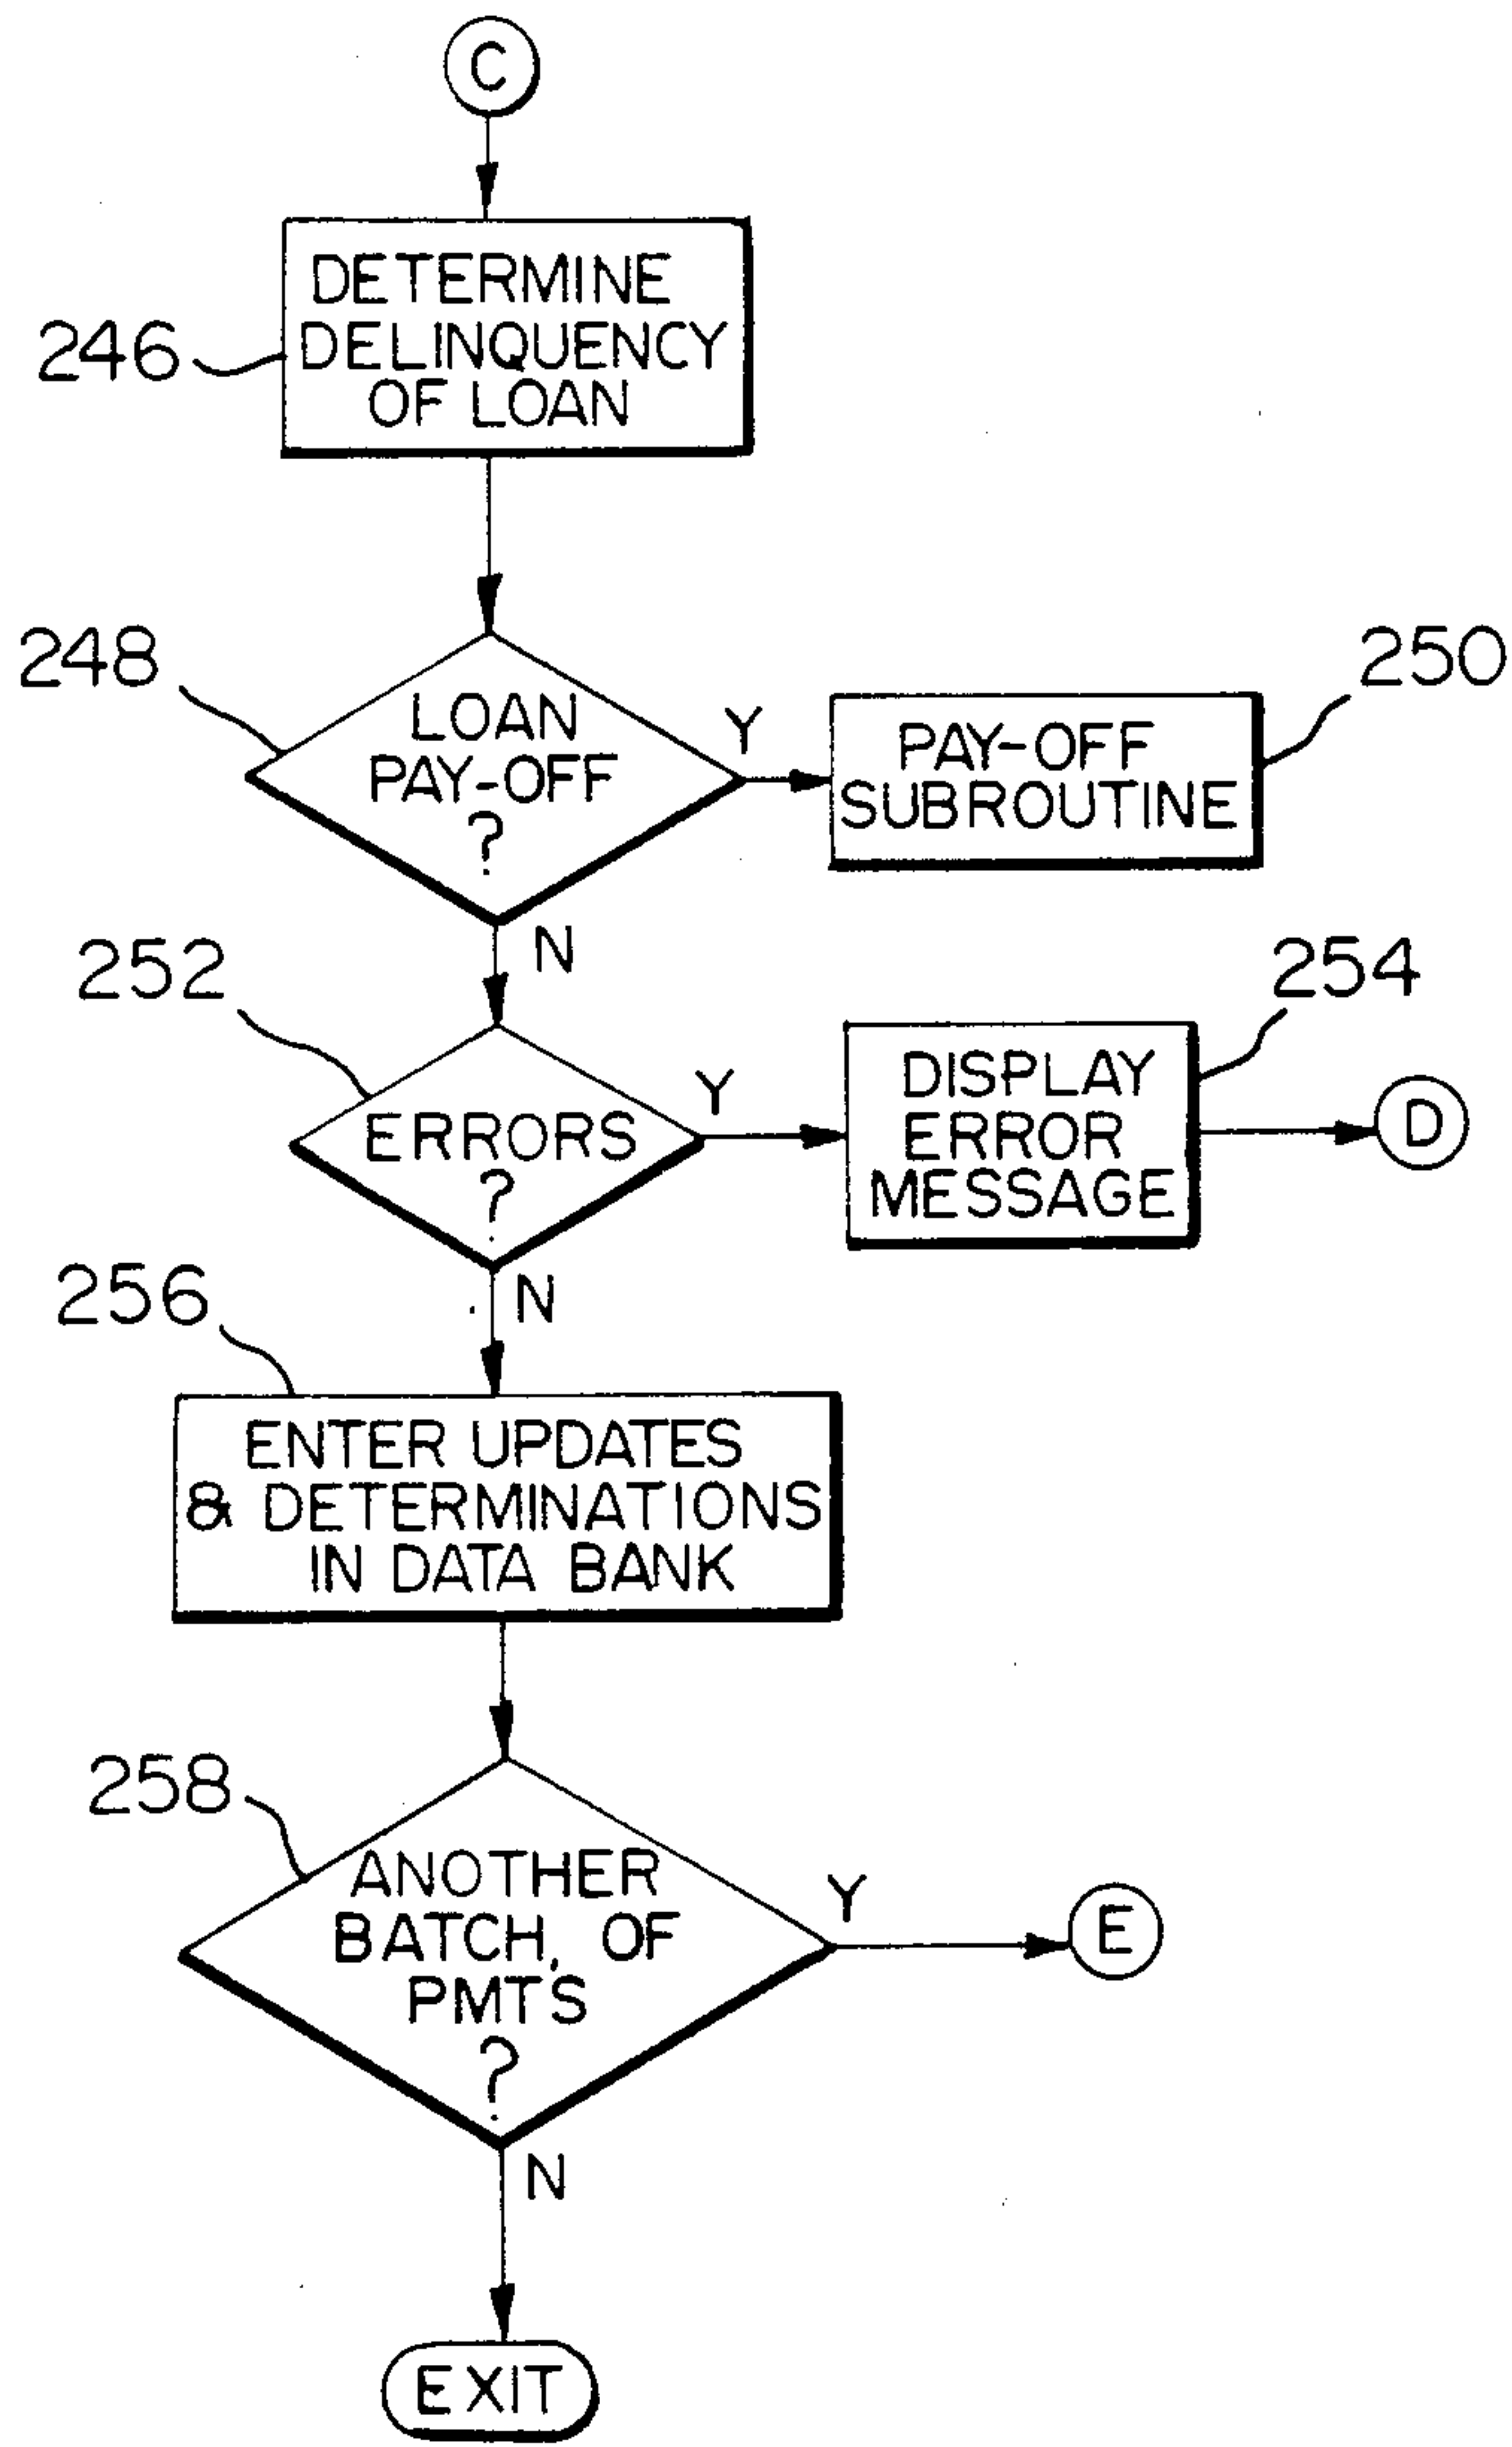 C
DETERMINE
DELINQUENCY
OF LOAN
246
248
LOAN
PAY-OFF
?
Y
PAY-OFF
SUBROUTINE
250
N
252
ERRORS
?
Y
DISPLAY
ERROR
MESSAGE
254
D
N
256
ENTER UPDATES
& DETERMINATIONS
IN DATA BANK
258
ANOTHER
BATCH OF
PMT'S
?
Y
E
N
EXIT